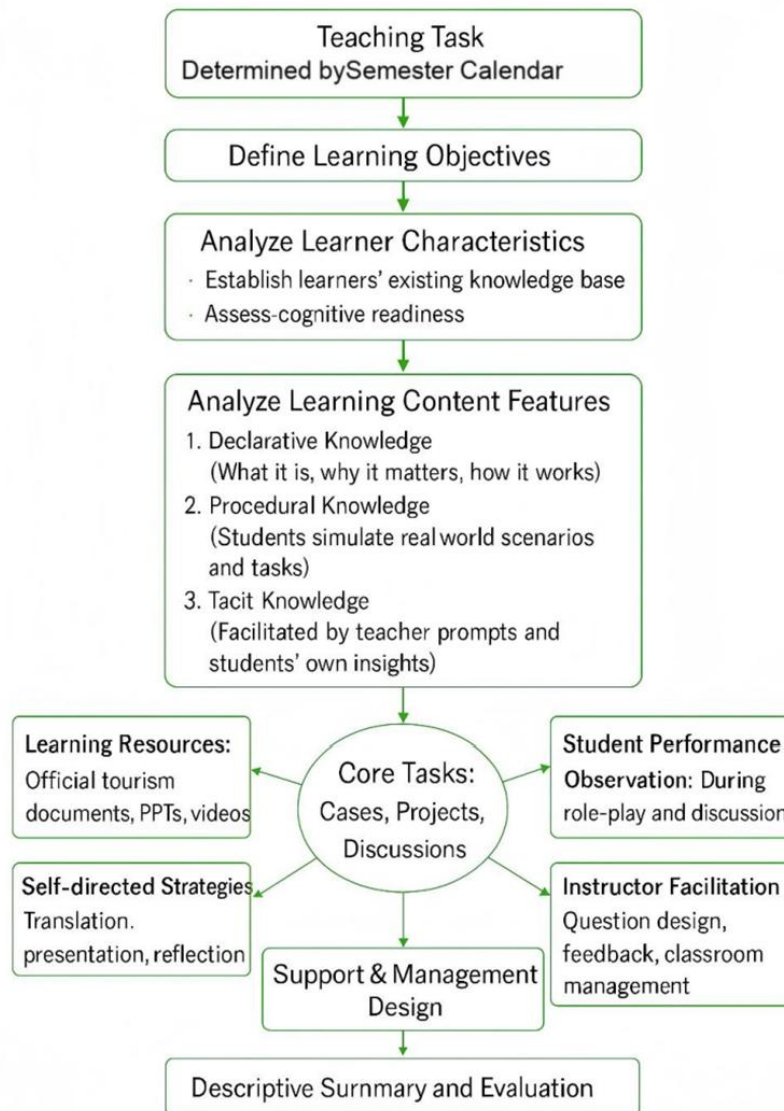 Teaching Task
Determined bySemester Calendar
Define Learning Objectives
Analyze Learner Characteristics
· Establish learners' existing knowledge base
· Assess-cognitive readiness
Analyze Learning Content Features
1. Declarative Knowledge
(What it is, why it matters, how it works)
2. Procedural Knowledge
(Students simulate real world scenarios
and tasks)
3. Tacit Knowledge
(Facilitated by teacher prompts and
students' own insights)
Learning Resources:
Official tourism
documents, PPTs, videos
Core Tasks:
Cases, Projects,
Discussions
Student Performance
Observation: During
role-play and discussion
Self-directed Strategies
Translation.
presentation, reflection
Instructor Facilitation
Question design,
feedback, classroom
management
Support & Management
Design
Descriptive Surnmary and Evaluation